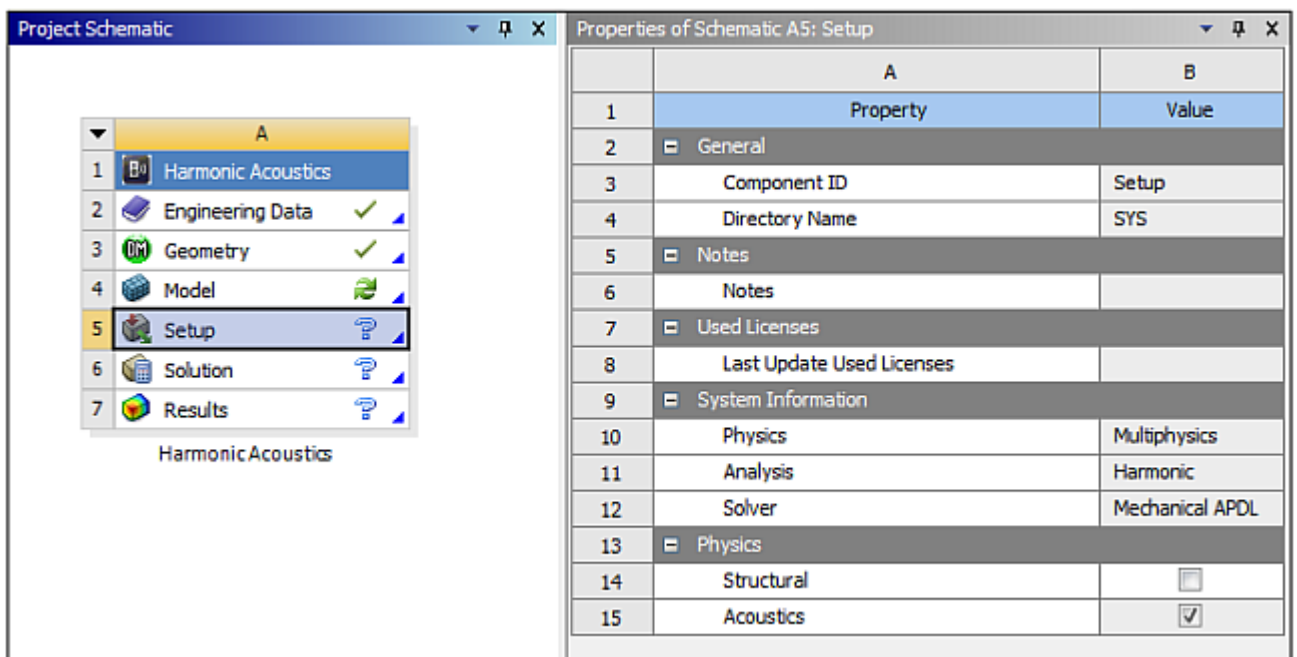 Project Schematic
A
1 Harmonic Acoustics
2 Engineering Data
3 Geometry
4 Model
5 Setup
6 Solution
7 Results
Harmonic Acoustics
Properties of Schematic A5: Setup
A B
1 Property Value
2 General
3 Component ID Setup
4 Directory Name SYS
5 Notes
6 Notes
7 Used Licenses
8 Last Update Used Licenses
9 System Information
10 Physics Multiphysics
11 Analysis Harmonic
12 Solver Mechanical APDL
13 Physics
14 Structural
15 Acoustics